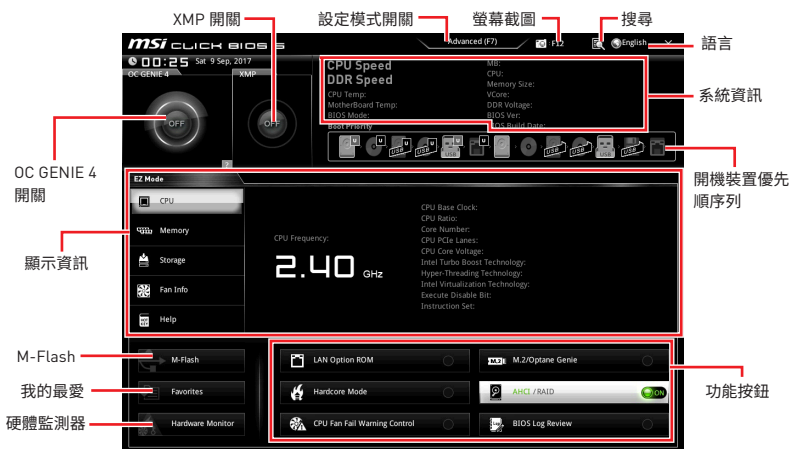 XMP 開關
設定模式開關
螢幕截圖
搜尋
語言
系統資訊
開機裝置優先
順序列
功能按鈕
OC GENIE 4
開關
顯示資訊
M-Flash
我的最愛
硬體監測器
msi CLICK BIOS 5
Advanced (F7)
F12
English
00:25 Sat 9 Sep, 2017
OC GENIE 4
XMP
OFF
OFF
?
CPU Speed
DDR Speed
CPU Temp:
MotherBoard Temp:
BIOS Mode:
MB:
CPU:
Memory Size:
VCore:
DDR Voltage:
BIOS Ver:
BIOS Build Date:
Boot Priority
U U U USB U USB U USB U USB USB USB USB
EZ Mode
CPU
Memory
Storage
Fan Info
Help
CPU Frequency:
2.40 GHz
CPU Base Clock:
CPU Ratio:
Core Number:
CPU PCIe Lanes:
CPU Core Voltage:
Intel Turbo Boost Technology:
Hyper-Threading Technology:
Intel Virtualization Technology:
Execute Disable Bit:
Instruction Set:
M-Flash
Favorites
Hardware Monitor
LAN Option ROM
M.2 M.2/Optane Genie
Hardcore Mode
AHCI /RAID ON
CPU Fan Fail Warning Control
BIOS Log Review